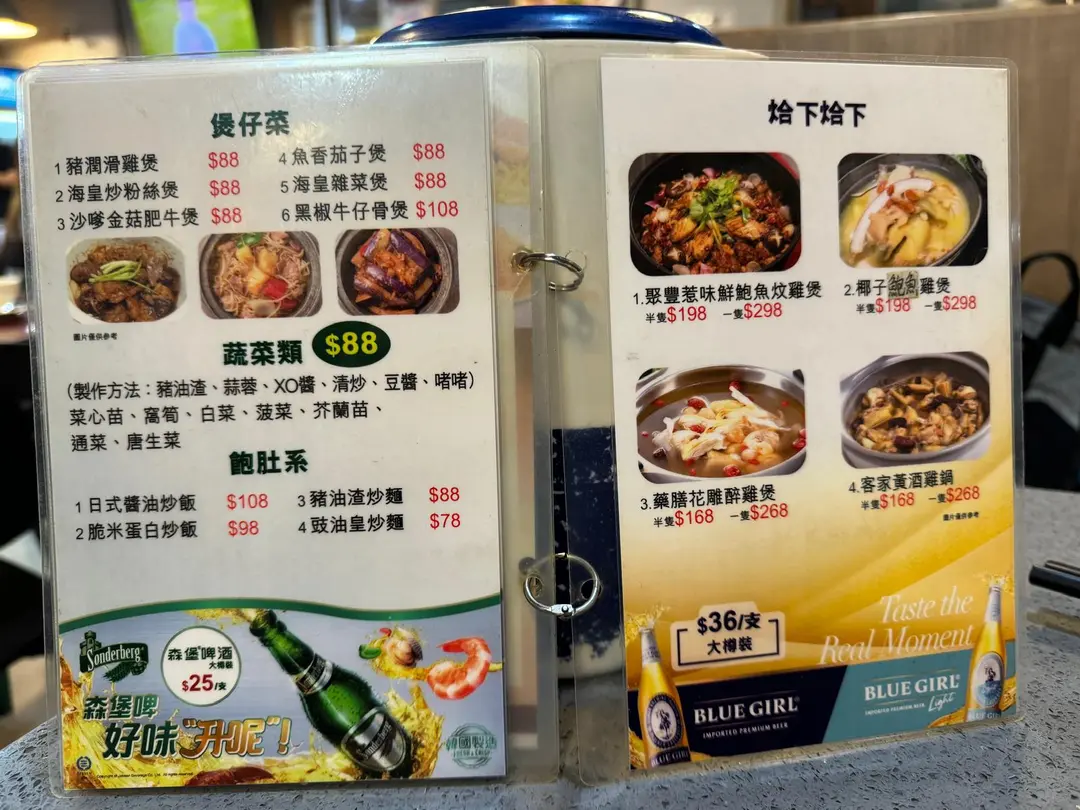 煲仔菜
1 豬潤滑雞煲 $88
2 海皇炒粉絲煲 $88
3 沙嗲金菇肥牛煲 $88
4 魚香茄子煲 $88
5 海皇雜菜煲 $88
6 黑椒牛仔骨煲 $108
圖片僅供參考
蔬菜類 $88
(製作方法：豬油渣、蒜蓉、XO醬、清炒、豆醬、啫啫)
菜心苗、窩筍、白菜、菠菜、芥蘭苗、
通菜、唐生菜
飽肚系
1 日式醬油炒飯 $108
2 脆米蛋白炒飯 $98
3 豬油渣炒麵 $88
4 豉油皇炒麵 $78
Sonderberg
森堡啤酒
大樽裝
$25/支
森堡啤
好味"升呢"!
韓國製造
烚下烚下
1.聚豐惹味鮮鮑魚炆雞煲
半隻$198 一隻$298
2.椰子鮑魚雞煲
半隻$198 一隻$298
3.藥膳花雕醉雞煲
半隻$168 一隻$268
4.客家黃酒雞鍋
半隻$168 一隻$268
圖片僅供參考
$36/支
大樽裝
Taste the
Real Moment
BLUE GIRL
IMPORTED PREMIUM BEER
BLUE GIRL
IMPORTED PREMIUM BEER
Light
BLUE GIRL
BLUE GI